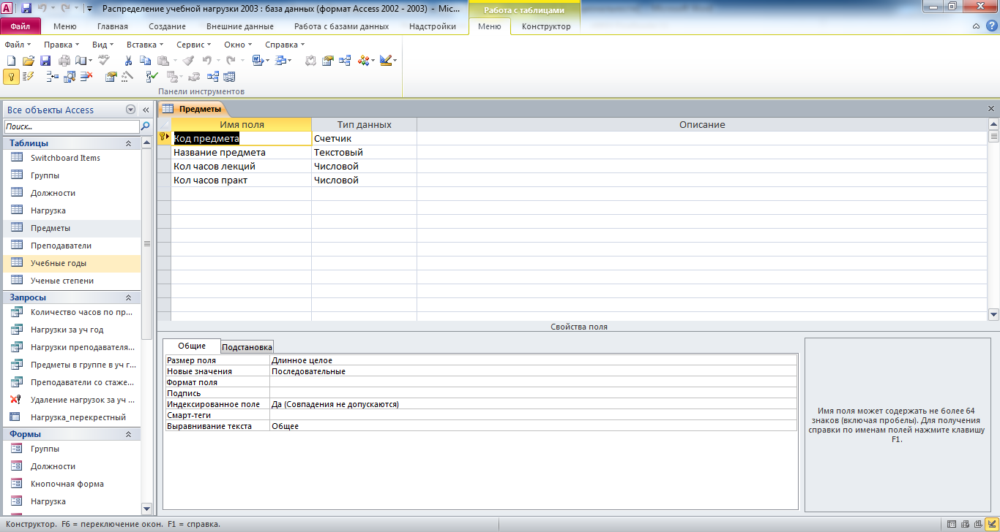 Распределение учебной нагрузки 2003 : база данных (формат Access 2002 - 2003) - Mic...
Работа с таблицами
Файл Меню Главная Создание Внешние данные Работа с базами данных Надстройки Меню Конструктор
Файл Правка Вид Вставка Сервис Окно Справка
Панели инструментов
Все объекты Access
Поиск...
Таблицы
Switchboard Items
Группы
Должности
Нагрузка
Предметы
Преподаватели
Учебные годы
Ученые степени
Запросы
Количество часов по пр...
Нагрузки за уч год
Нагрузки преподавателя...
Предметы в группе в уч г...
Преподаватели со стаже...
Удаление нагрузок за уч ...
Нагрузка_перекрестный
Формы
Группы
Должности
Кнопочная форма
Нагрузка
Предметы
Имя поля Тип данных Описание
Код предмета Счетчик
Название предмета Текстовый
Кол часов лекций Числовой
Кол часов практ Числовой
Свойства поля
Общие Подстановка
Размер поля Длинное целое
Новые значения Последовательные
Формат поля
Подпись
Индексированное поле Да (Совпадения не допускаются)
Смарт-теги
Выравнивание текста Общее
Имя поля может содержать не более 64
знаков (включая пробелы). Для получения
справки по именам полей нажмите клавишу
F1.
Конструктор. F6 = переключение окон. F1 = справка.